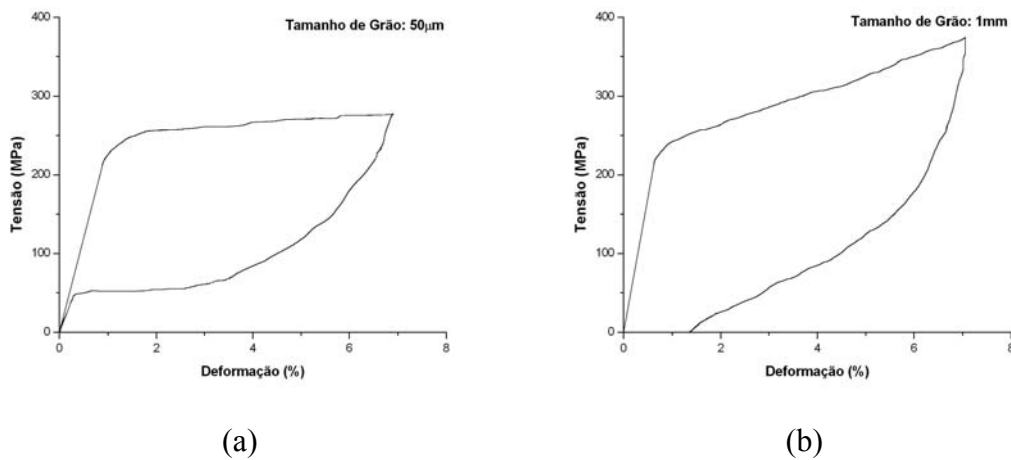 Tamanho de Grão: 50μm
400
300
200
100
0
Tensão (MPa)
0 2 4 6 8
Deformação (%)
(a)
Tamanho de Grão: 1mm
400
300
200
100
0
Tensão (MPa)
0 2 4 6 8
Deformação (%)
(b)